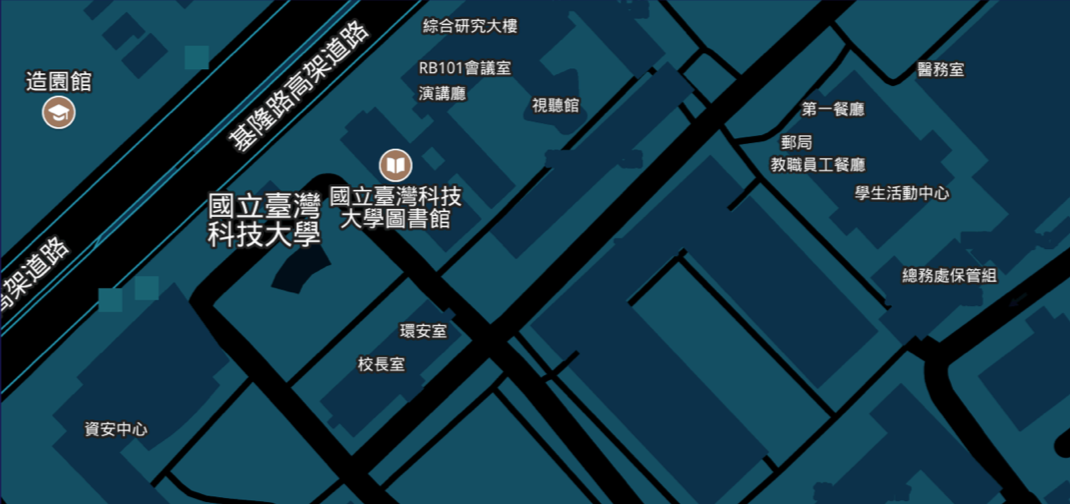 綜合研究大樓
造園館
RB101會議室
演講廳
視聽館
醫務室
基隆路高架道路
第一餐廳
郵局
教職員工餐廳
學生活動中心
國立臺灣科技
大學圖書館
國立臺灣
科技大學
高架道路
總務處保管組
環安室
校長室
資安中心